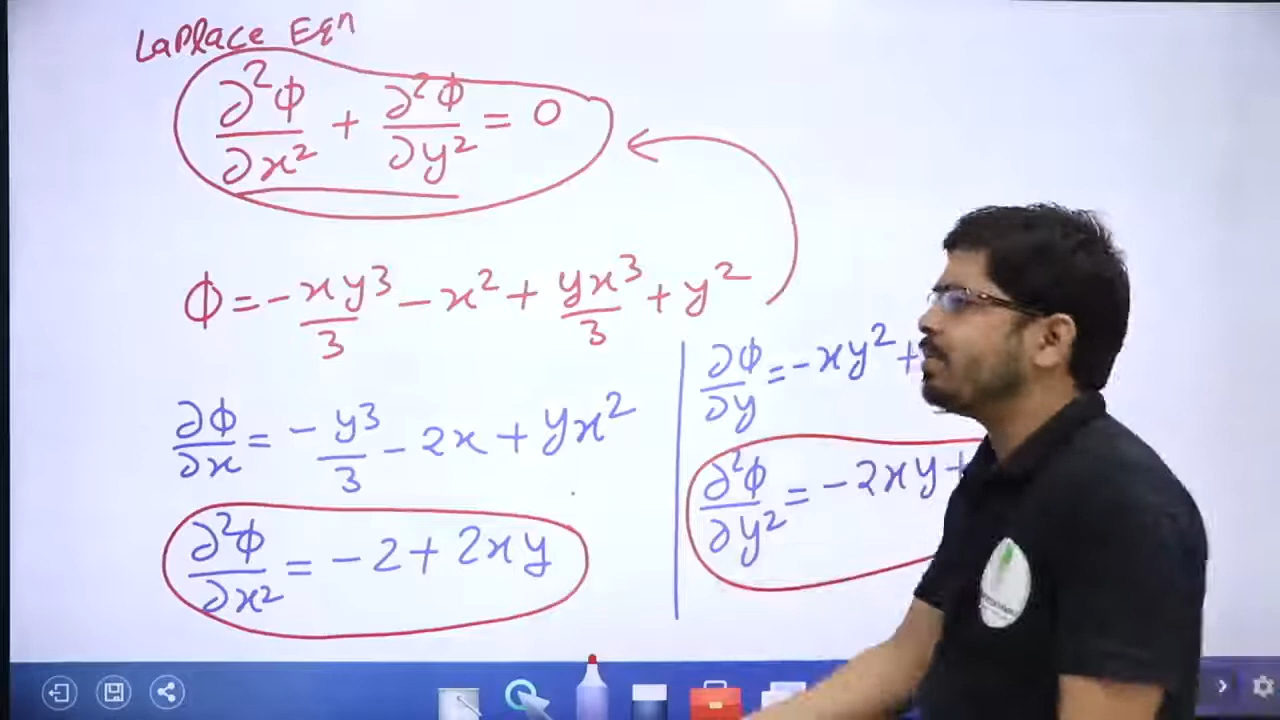 Laplace Eqn
∂²ϕ/∂x² + ∂²ϕ/∂y² = 0
ϕ = -xy³/3 - x² + yx³/3 + y²
∂ϕ/∂x = -y³/3 - 2x + yx²
∂²ϕ/∂x² = -2 + 2xy
∂ϕ/∂y = -xy² +
∂²ϕ/∂y² = -2xy +